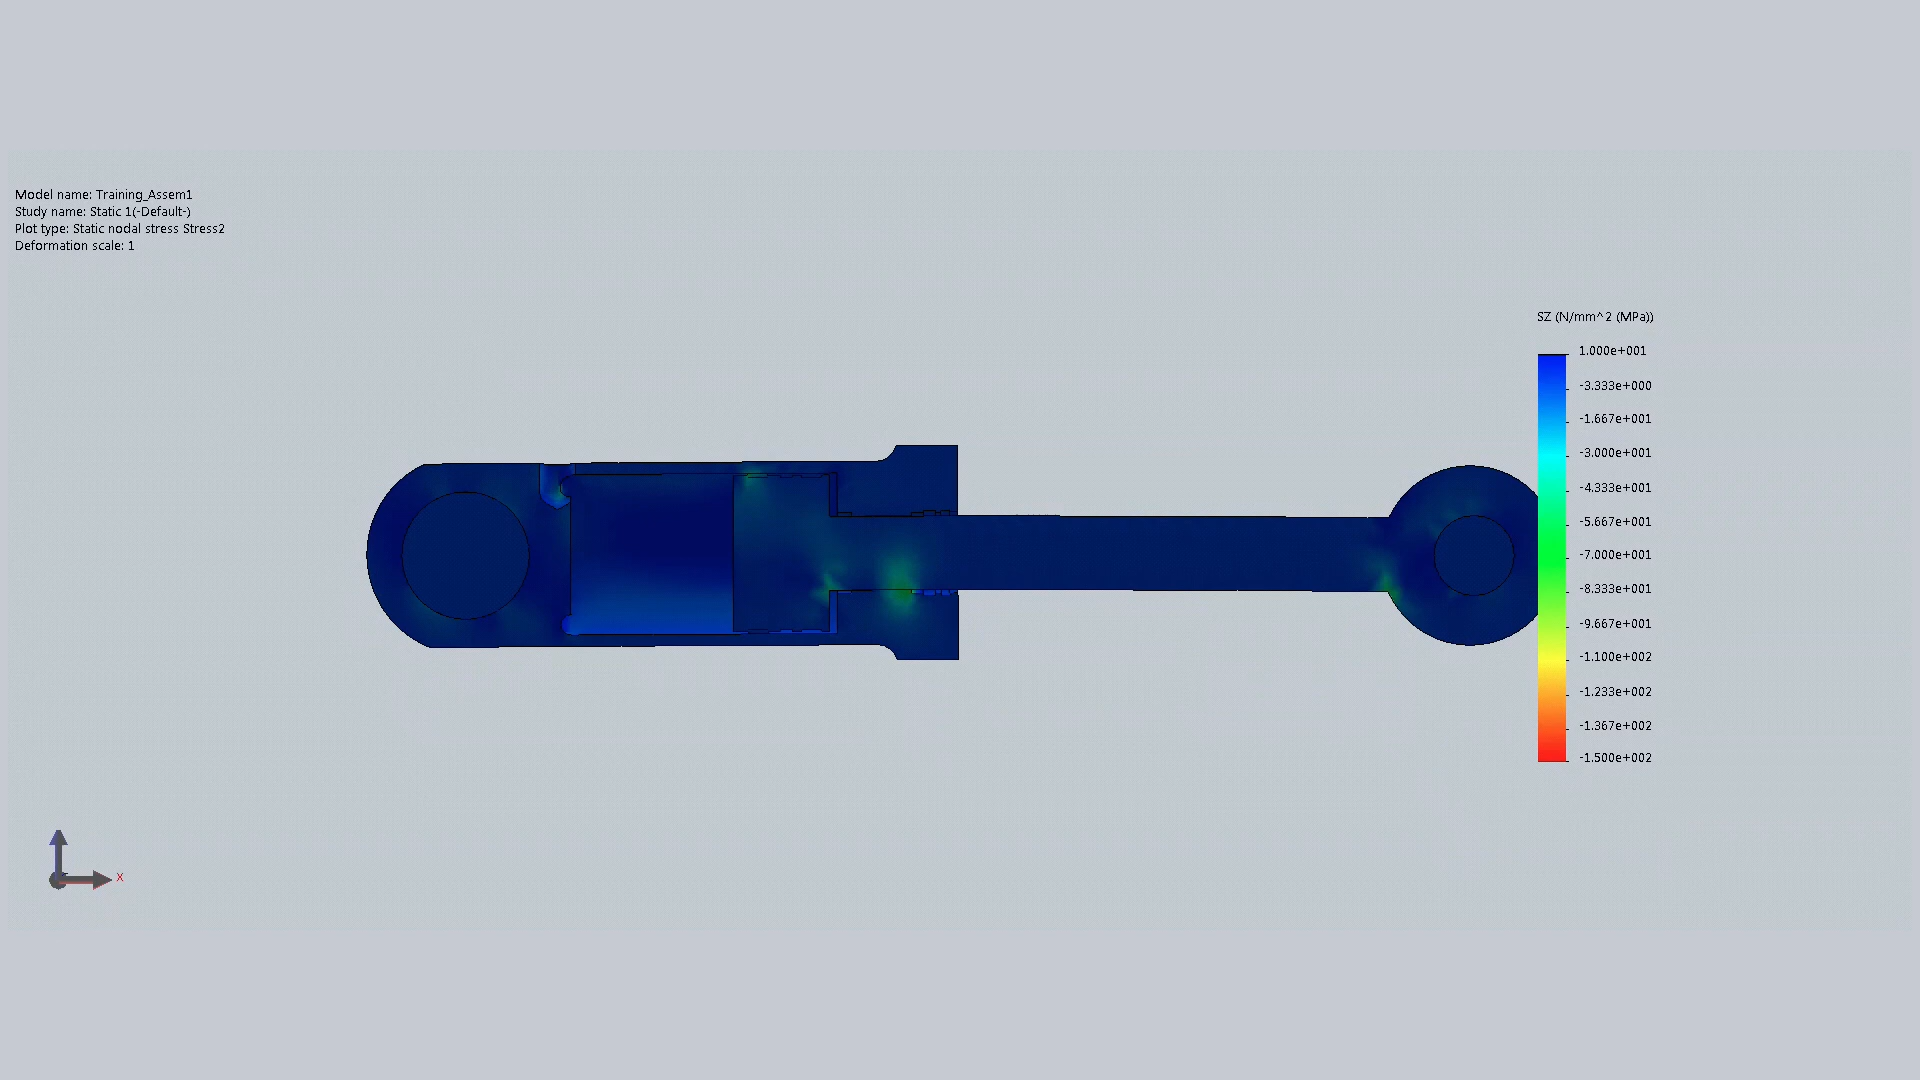 Model name: Training_Assem1
Study name: Static 1(-Default-)
Plot type: Static nodal stress Stress2
Deformation scale: 1
SZ (N/mm^2 (MPa))
1.000e+001
-3.333e+000
-1.667e+001
-3.000e+001
-4.333e+001
-5.667e+001
-7.000e+001
-8.333e+001
-9.667e+001
-1.100e+002
-1.233e+002
-1.367e+002
-1.500e+002
X